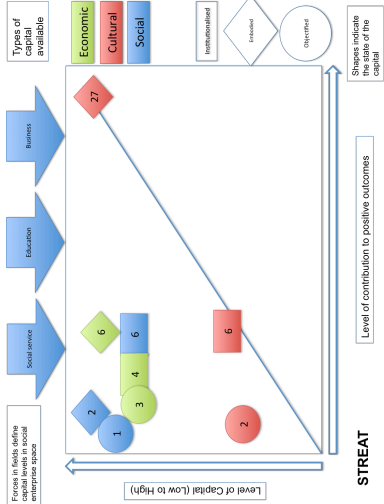 Forces in fields define
capital levels in social
enterprise space
Social service
Education
Business
Types of
capital
available
Economic
Cultural
Social
Institutionalised
Embodied
Objectified
Shapes indicate
the state of the
capital
Level of Capital (Low to High)
2
1
6
6
4
3
27
6
2
Level of contribution to positive outcomes
STREAT